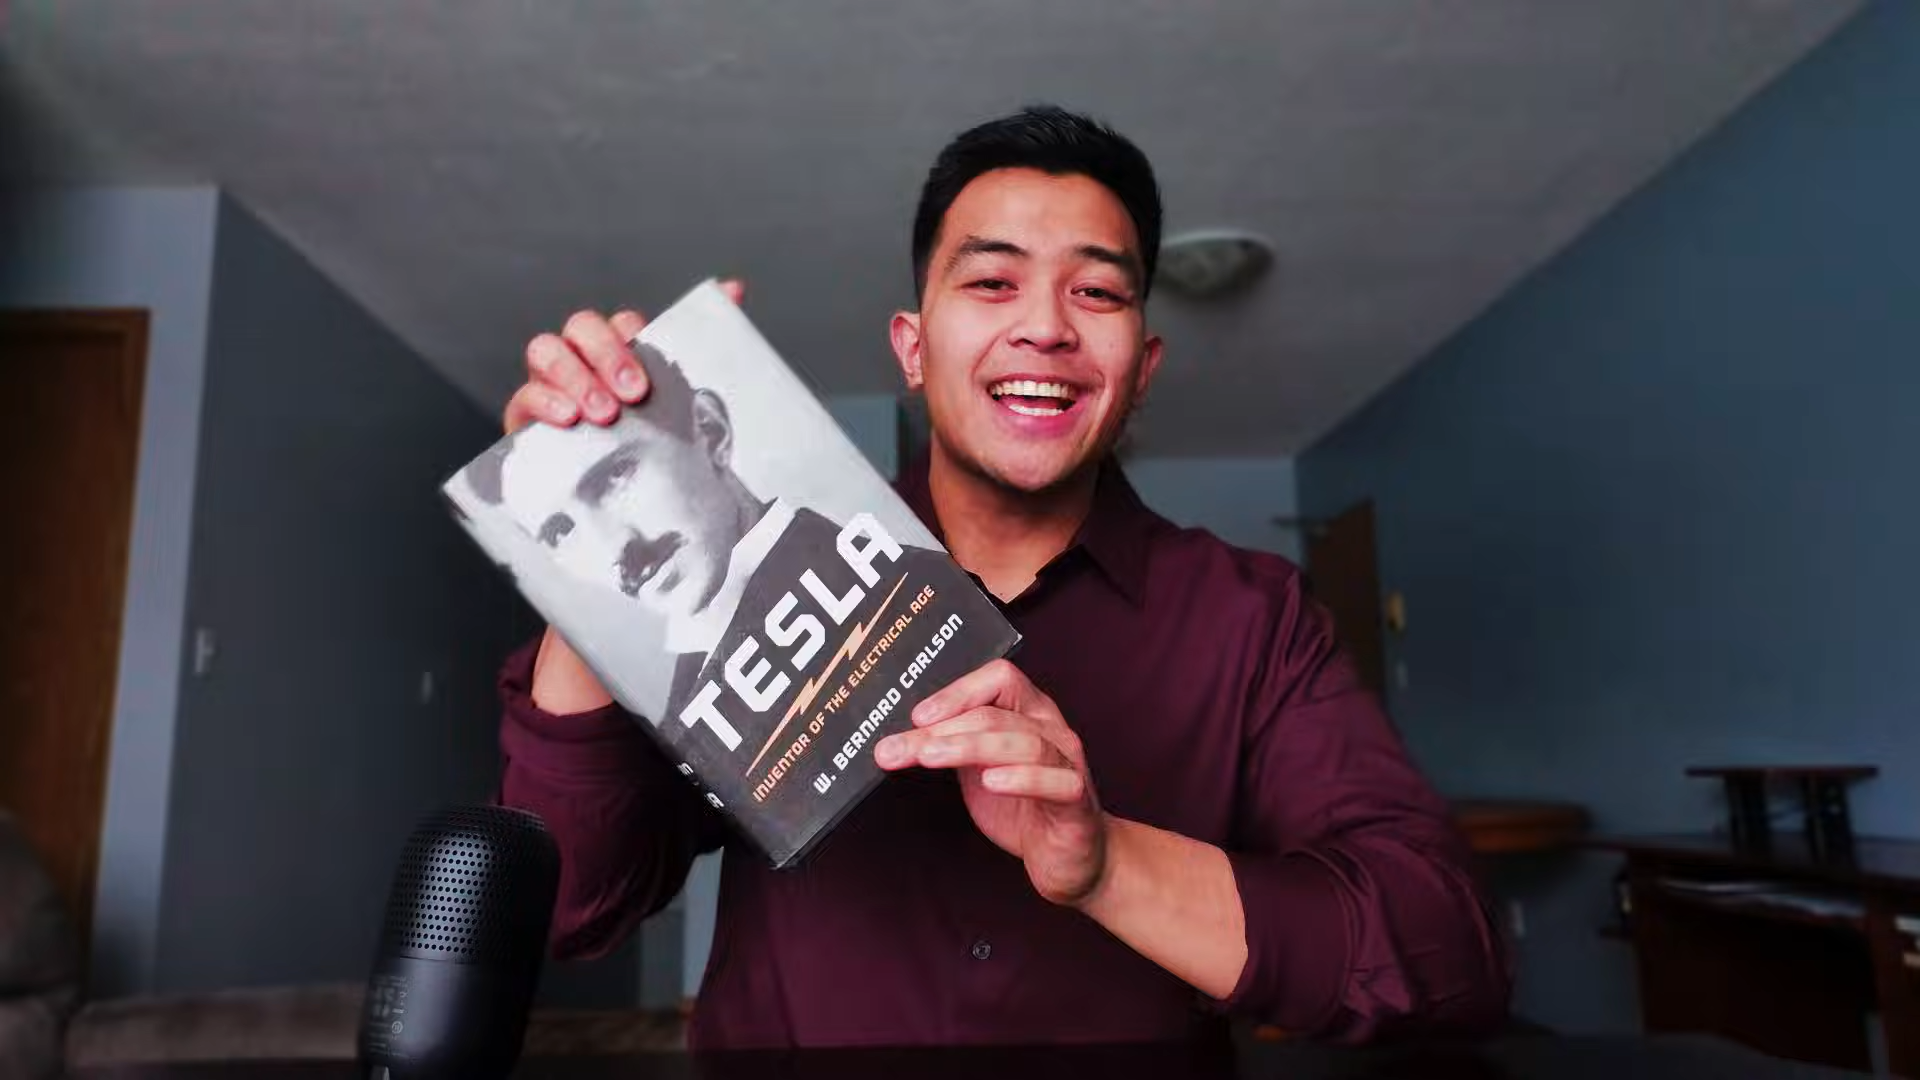 TESLA
INVENTOR OF THE ELECTRICAL AGE
W. BERNARD CARLSON